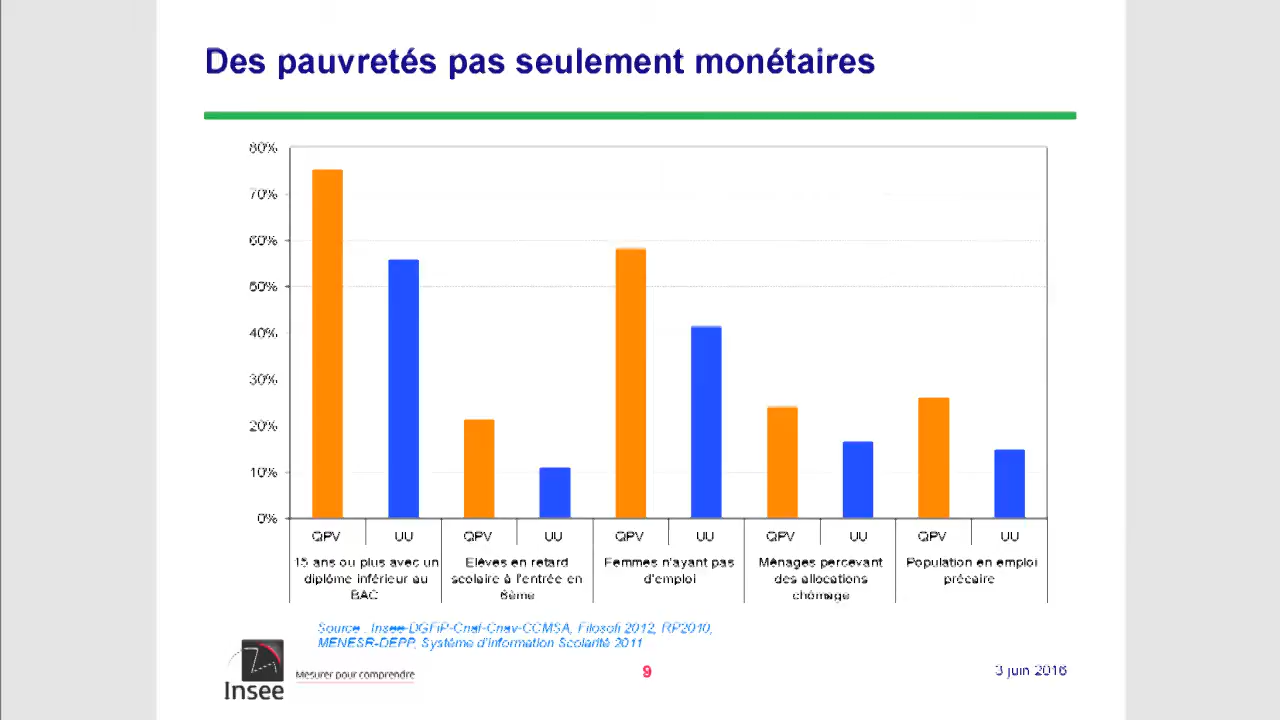 Des pauvretés pas seulement monétaires
80%
70%
60%
50%
40%
30%
20%
10%
0%
QPV UU QPV UU QPV UU QPV UU QPV UU
15 ans ou plus avec un
diplôme inférieur au
BAC
Elèves en retard
scolaire à l'entrée en
6ème
Femmes n'ayant pas
d'emploi
Ménages percevant
des allocations
chômage
Population en emploi
précaire
Source : Insee-DGFiP-Cnaf-Cnav-CCMSA, Filosofi 2012, RP2010,
MENESR-DEPP, Système d'information Scolarité 2011
Insee
Mesurer pour comprendre
9
3 juin 2016